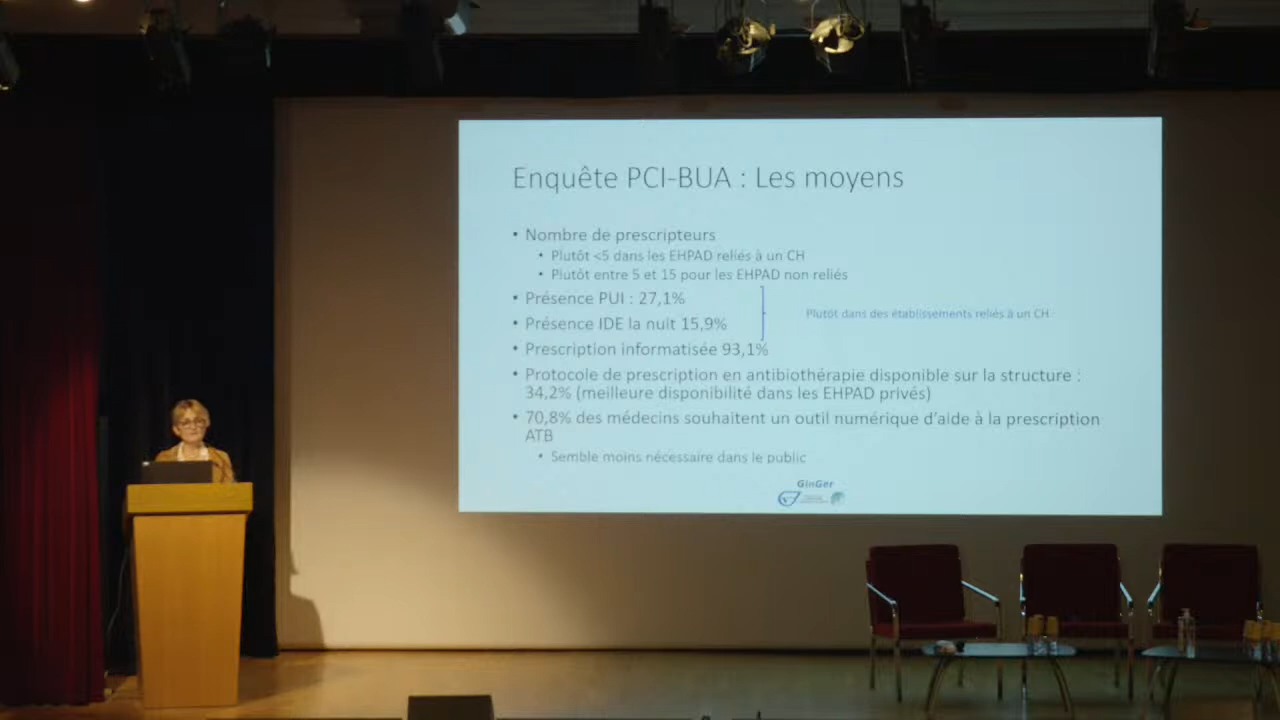 Enquête PCI-BUA : Les moyens
• Nombre de prescripteurs
• Plutôt <5 dans les EHPAD reliés à un CH
• Plutôt entre 5 et 15 pour les EHPAD non reliés
• Présence PUI : 27,1%
• Présence IDE la nuit 15,9%
Plutôt dans des établissements reliés à un CH
• Prescription informatisée 93,1%
• Protocole de prescription en antibiothérapie disponible sur la structure :
34,2% (meilleure disponibilité dans les EHPAD privés)
• 70,8% des médecins souhaitent un outil numérique d'aide à la prescription
ATB
• Semble moins nécessaire dans le public
GinGer